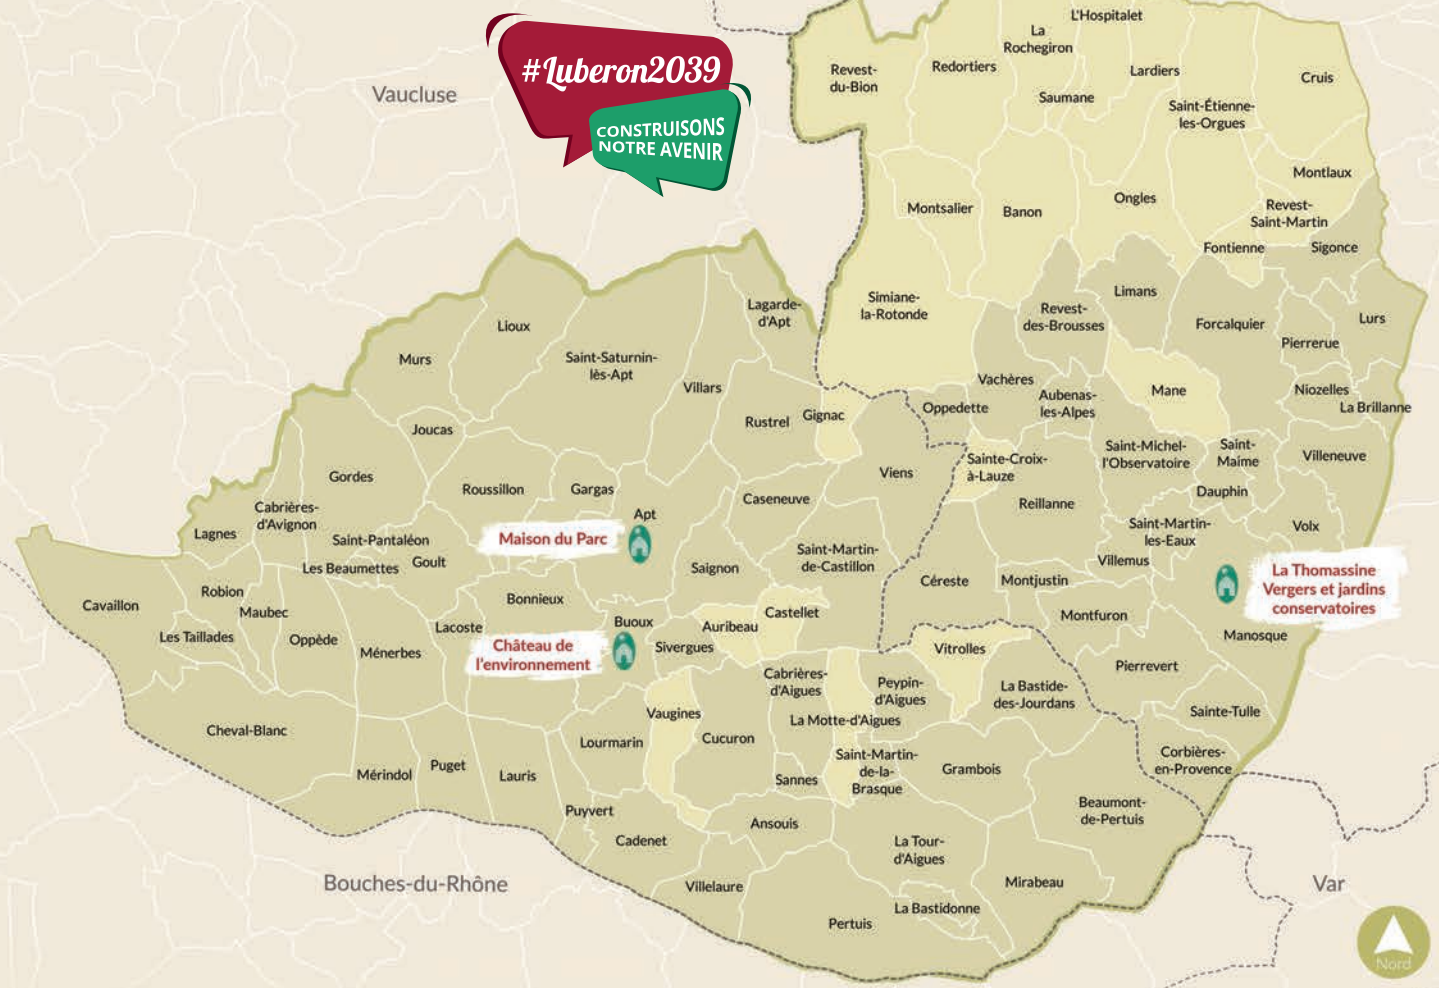 L'Hospitalet
La
Rochegiron
#Luberon2039
CONSTRUISONS
NOTRE AVENIR
Vaucluse
Revest-
du-Bion
Redortiers
Lardiers
Cruis
Saumane
Saint-Étienne-
les-Orgues
Montlaux
Montsalier
Banon
Ongles
Revest-
Saint-Martin
Fontienne
Sigonce
Simiane-
la-Rotonde
Limans
Revest-
des-Brousses
Forcalquier
Lurs
Pierrerue
Lagarde-
d'Apt
Lioux
Murs
Saint-Saturnin-
lès-Apt
Villars
Vachères
Mane
Niozelles
La Brillanne
Aubenas-
les-Alpes
Oppedette
Rustrel
Gignac
Joucas
Saint-Michel-
l'Observatoire
Saint-
Maime
Villeneuve
Sainte-Croix-
à-Lauze
Viens
Gordes
Roussillon
Gargas
Caseneuve
Dauphin
Reillanne
Cabrières-
d'Avignon
Apt
Lagnes
Saint-Pantaléon
Maison du Parc
Saint-Martin-
les-Eaux
Volx
Les Beaumettes
Goult
Saignon
Saint-Martin-
de-Castillon
Villemus
Céreste
Montjustin
La Thomassine
Vergers et jardins
conservatoires
Cavaillon
Robion
Maubec
Bonnieux
Castellet
Montfuron
Les Taillades
Oppède
Lacoste
Buoux
Auribeau
Manosque
Ménerbes
Château de
l'environnement
Sivergues
Vitrolles
Pierrevert
Cabrières-
d'Aigues
Peypin-
d'Aigues
La Bastide-
des-Jourdans
Sainte-Tulle
Vaugines
La Motte-d'Aigues
Cheval-Blanc
Lourmarin
Cucuron
Corbières-
en-Provence
Mérindol
Puget
Lauris
Sannes
Saint-Martin-
de-la-
Brasque
Grambois
Puyvert
Ansouis
Beaumont-
de-Pertuis
Cadenet
La Tour-
d'Aigues
Bouches-du-Rhône
Villelaure
Mirabeau
Var
La Bastidonne
Pertuis
Nord